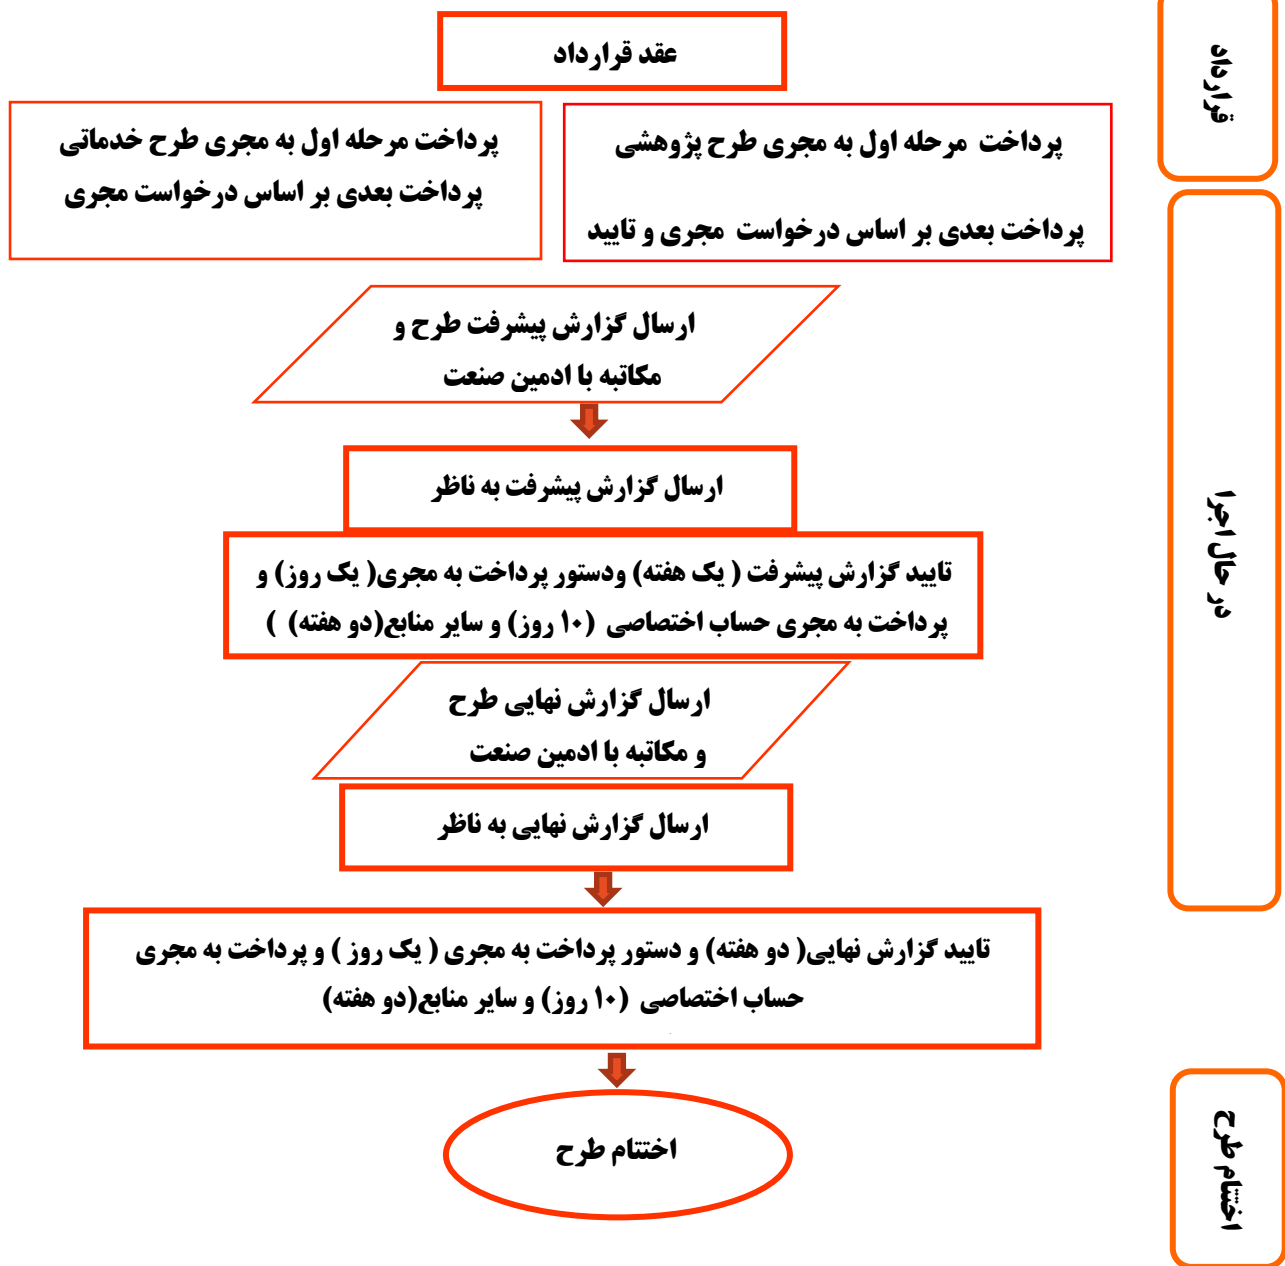 عقد قرارداد
قرارداد
پرداخت مرحله اول به مجری طرح پژوهشی
پرداخت بعدی بر اساس درخواست مجری و تایید
پرداخت مرحله اول به مجری طرح خدماتی
پرداخت بعدی بر اساس درخواست مجری
در حال اجرا
ارسال گزارش پیشرفت طرح و
مکاتبه با ادمین صنعت
ارسال گزارش پیشرفت به ناظر
تایید گزارش پیشرفت ( یک هفته) ودستور پرداخت به مجری( یک روز) و
پرداخت به مجری حساب اختصاصی (۱۰ روز) و سایر منابع(دو هفته) )
ارسال گزارش نهایی طرح
و مکاتبه با ادمین صنعت
ارسال گزارش نهایی به ناظر
تایید گزارش نهایی( دو هفته) و دستور پرداخت به مجری ( یک روز ) و پرداخت به مجری
حساب اختصاصی (۱۰ روز) و سایر منابع(دو هفته)
اختتام طرح
اختتام طرح